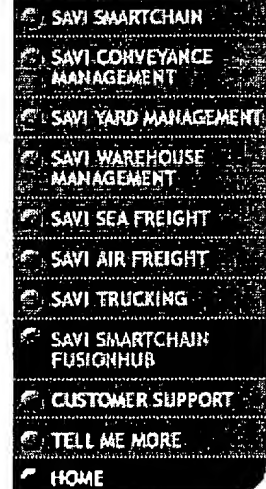 SAVI SMARTCHAIN
SAVI CONVEYANCE
MANAGEMENT
SAVI YARD MANAGEMENT
SAVI WAREHOUSE
MANAGEMENT
SAVI SEA FREIGHT
SAVI AIR FREIGHT
SAVI TRUCKING
SAVI SMARTCHAIN
FUSIONHUB
CUSTOMER SUPPORT
TELL ME MORE
HOME